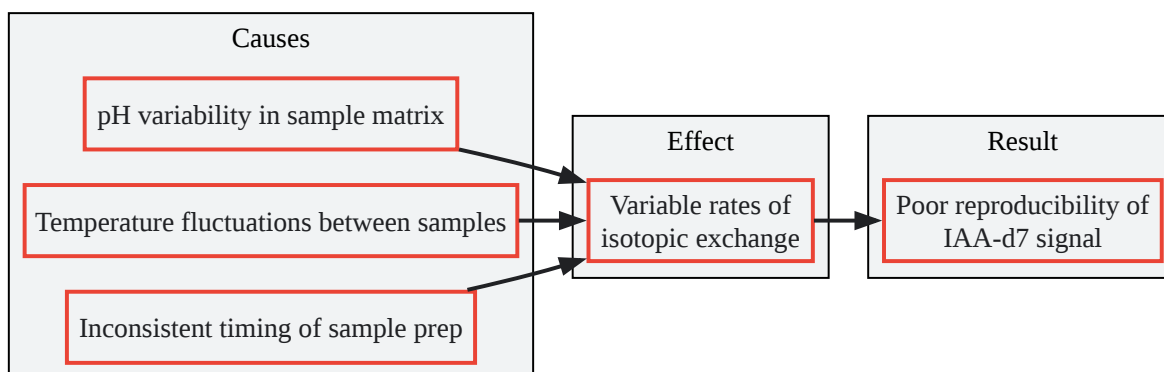 Causes
pH variability in sample matrix
Temperature fluctuations between samples
Inconsistent timing of sample prep
Effect
Variable rates of
isotopic exchange
Result
Poor reproducibility of
IAA-d7 signal